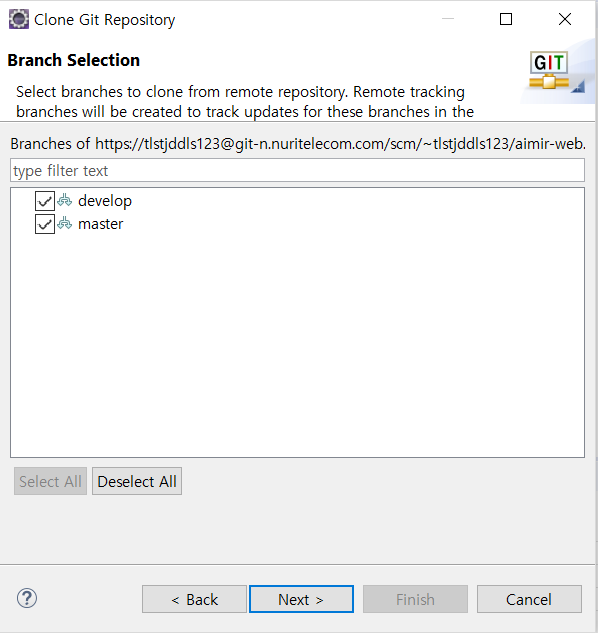 Clone Git Repository
Branch Selection
GIT
Select branches to clone from remote repository. Remote tracking
branches will be created to track updates for these branches in the
Branches of https://tlstjddls123@git-n.nuritelecom.com/scm/~tlstjddls123/aimir-web.
type filter text
develop
master
Select All Deselect All
? < Back Next > Finish Cancel